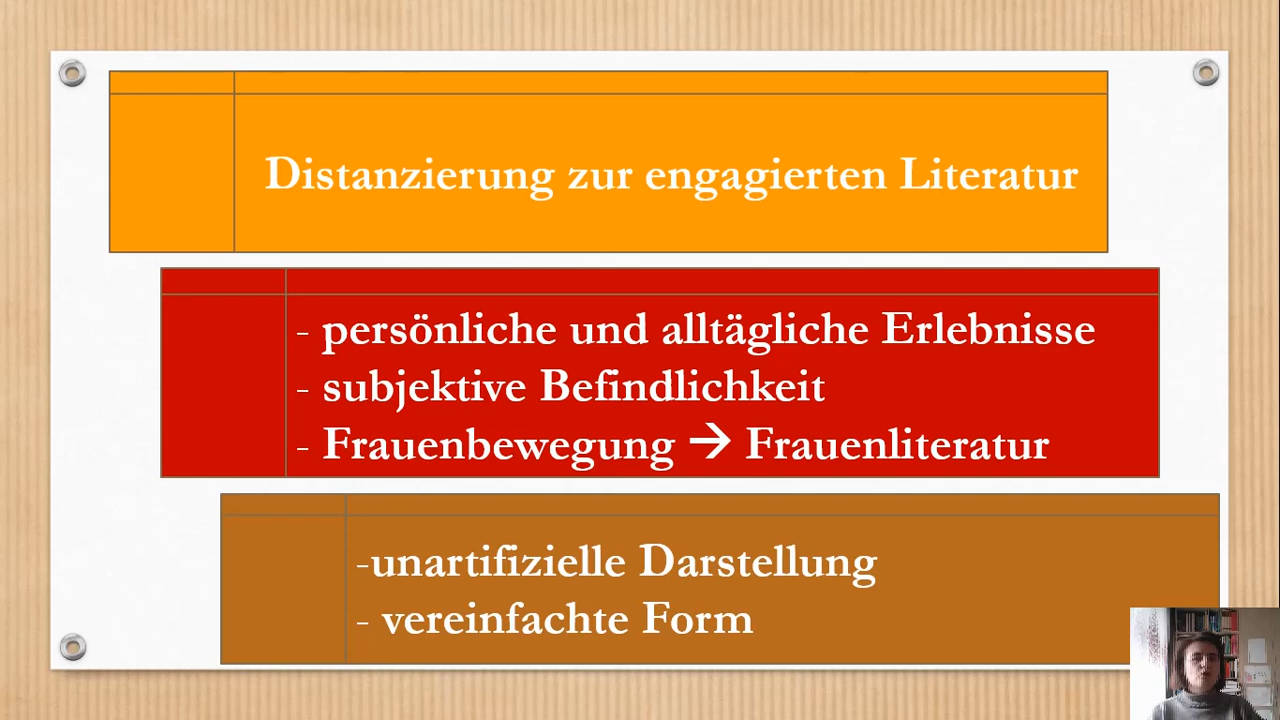 Distanzierung zur engagierten Literatur
- persönliche und alltägliche Erlebnisse
- subjektive Befindlichkeit
- Frauenbewegung → Frauenliteratur
-unartifizielle Darstellung
- vereinfachte Form